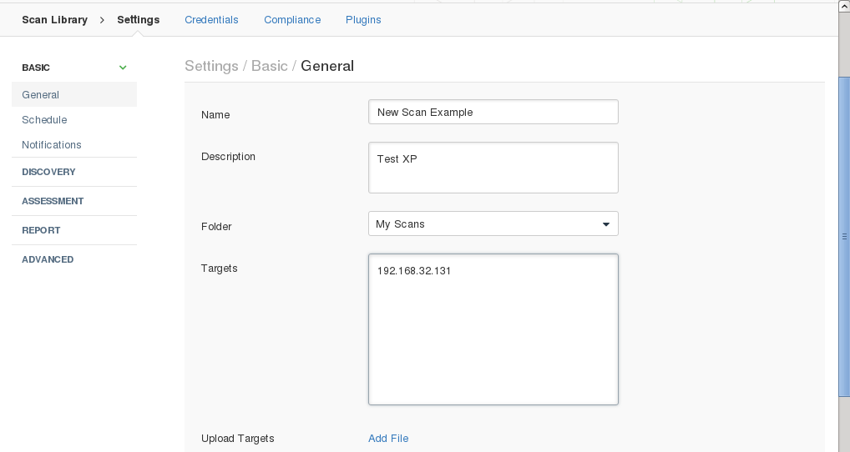 Scan Library > Settings Credentials Compliance Plugins
BASIC
General
Schedule
Notifications
DISCOVERY
ASSESSMENT
REPORT
ADVANCED
Settings / Basic / General
Name New Scan Example
Description Test XP
Folder My Scans
Targets 192.168.32.131
Upload Targets Add File